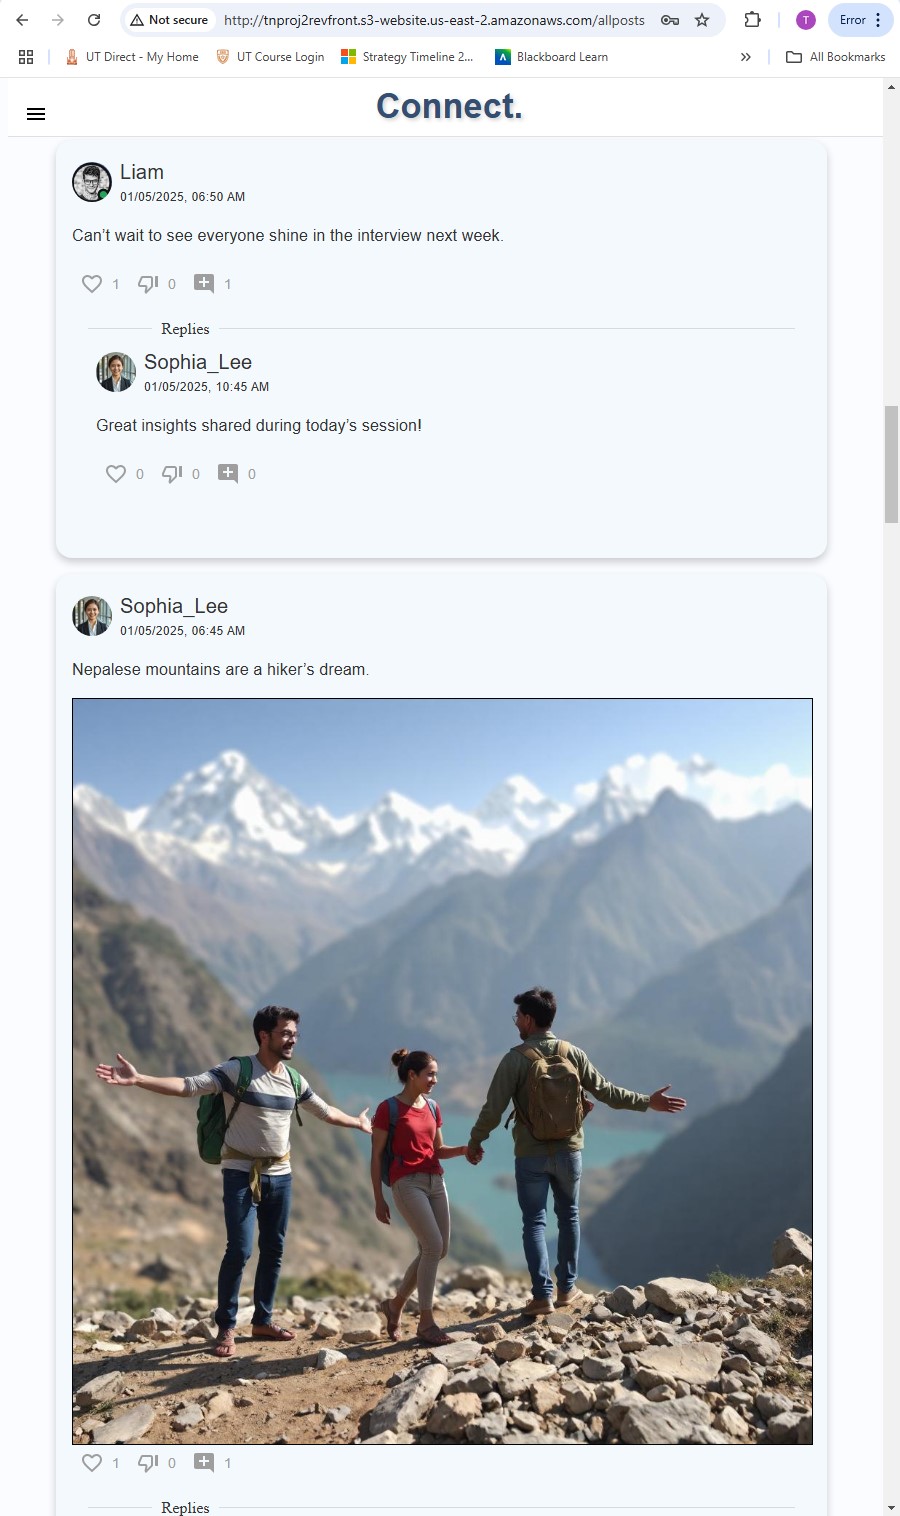 Not secure
http://tnproj2revfront.s3-website.us-east-2.amazonaws.com/allposts
T
Error
UT Direct - My Home
UT Course Login
Strategy Timeline 2...
Blackboard Learn
»
All Bookmarks
Connect.
Liam
01/05/2025, 06:50 AM
Can’t wait to see everyone shine in the interview next week.
1 0 1
Replies
Sophia_Lee
01/05/2025, 10:45 AM
Great insights shared during today’s session!
0 0 0
Sophia_Lee
01/05/2025, 06:45 AM
Nepalese mountains are a hiker’s dream.
1 0 1
Replies